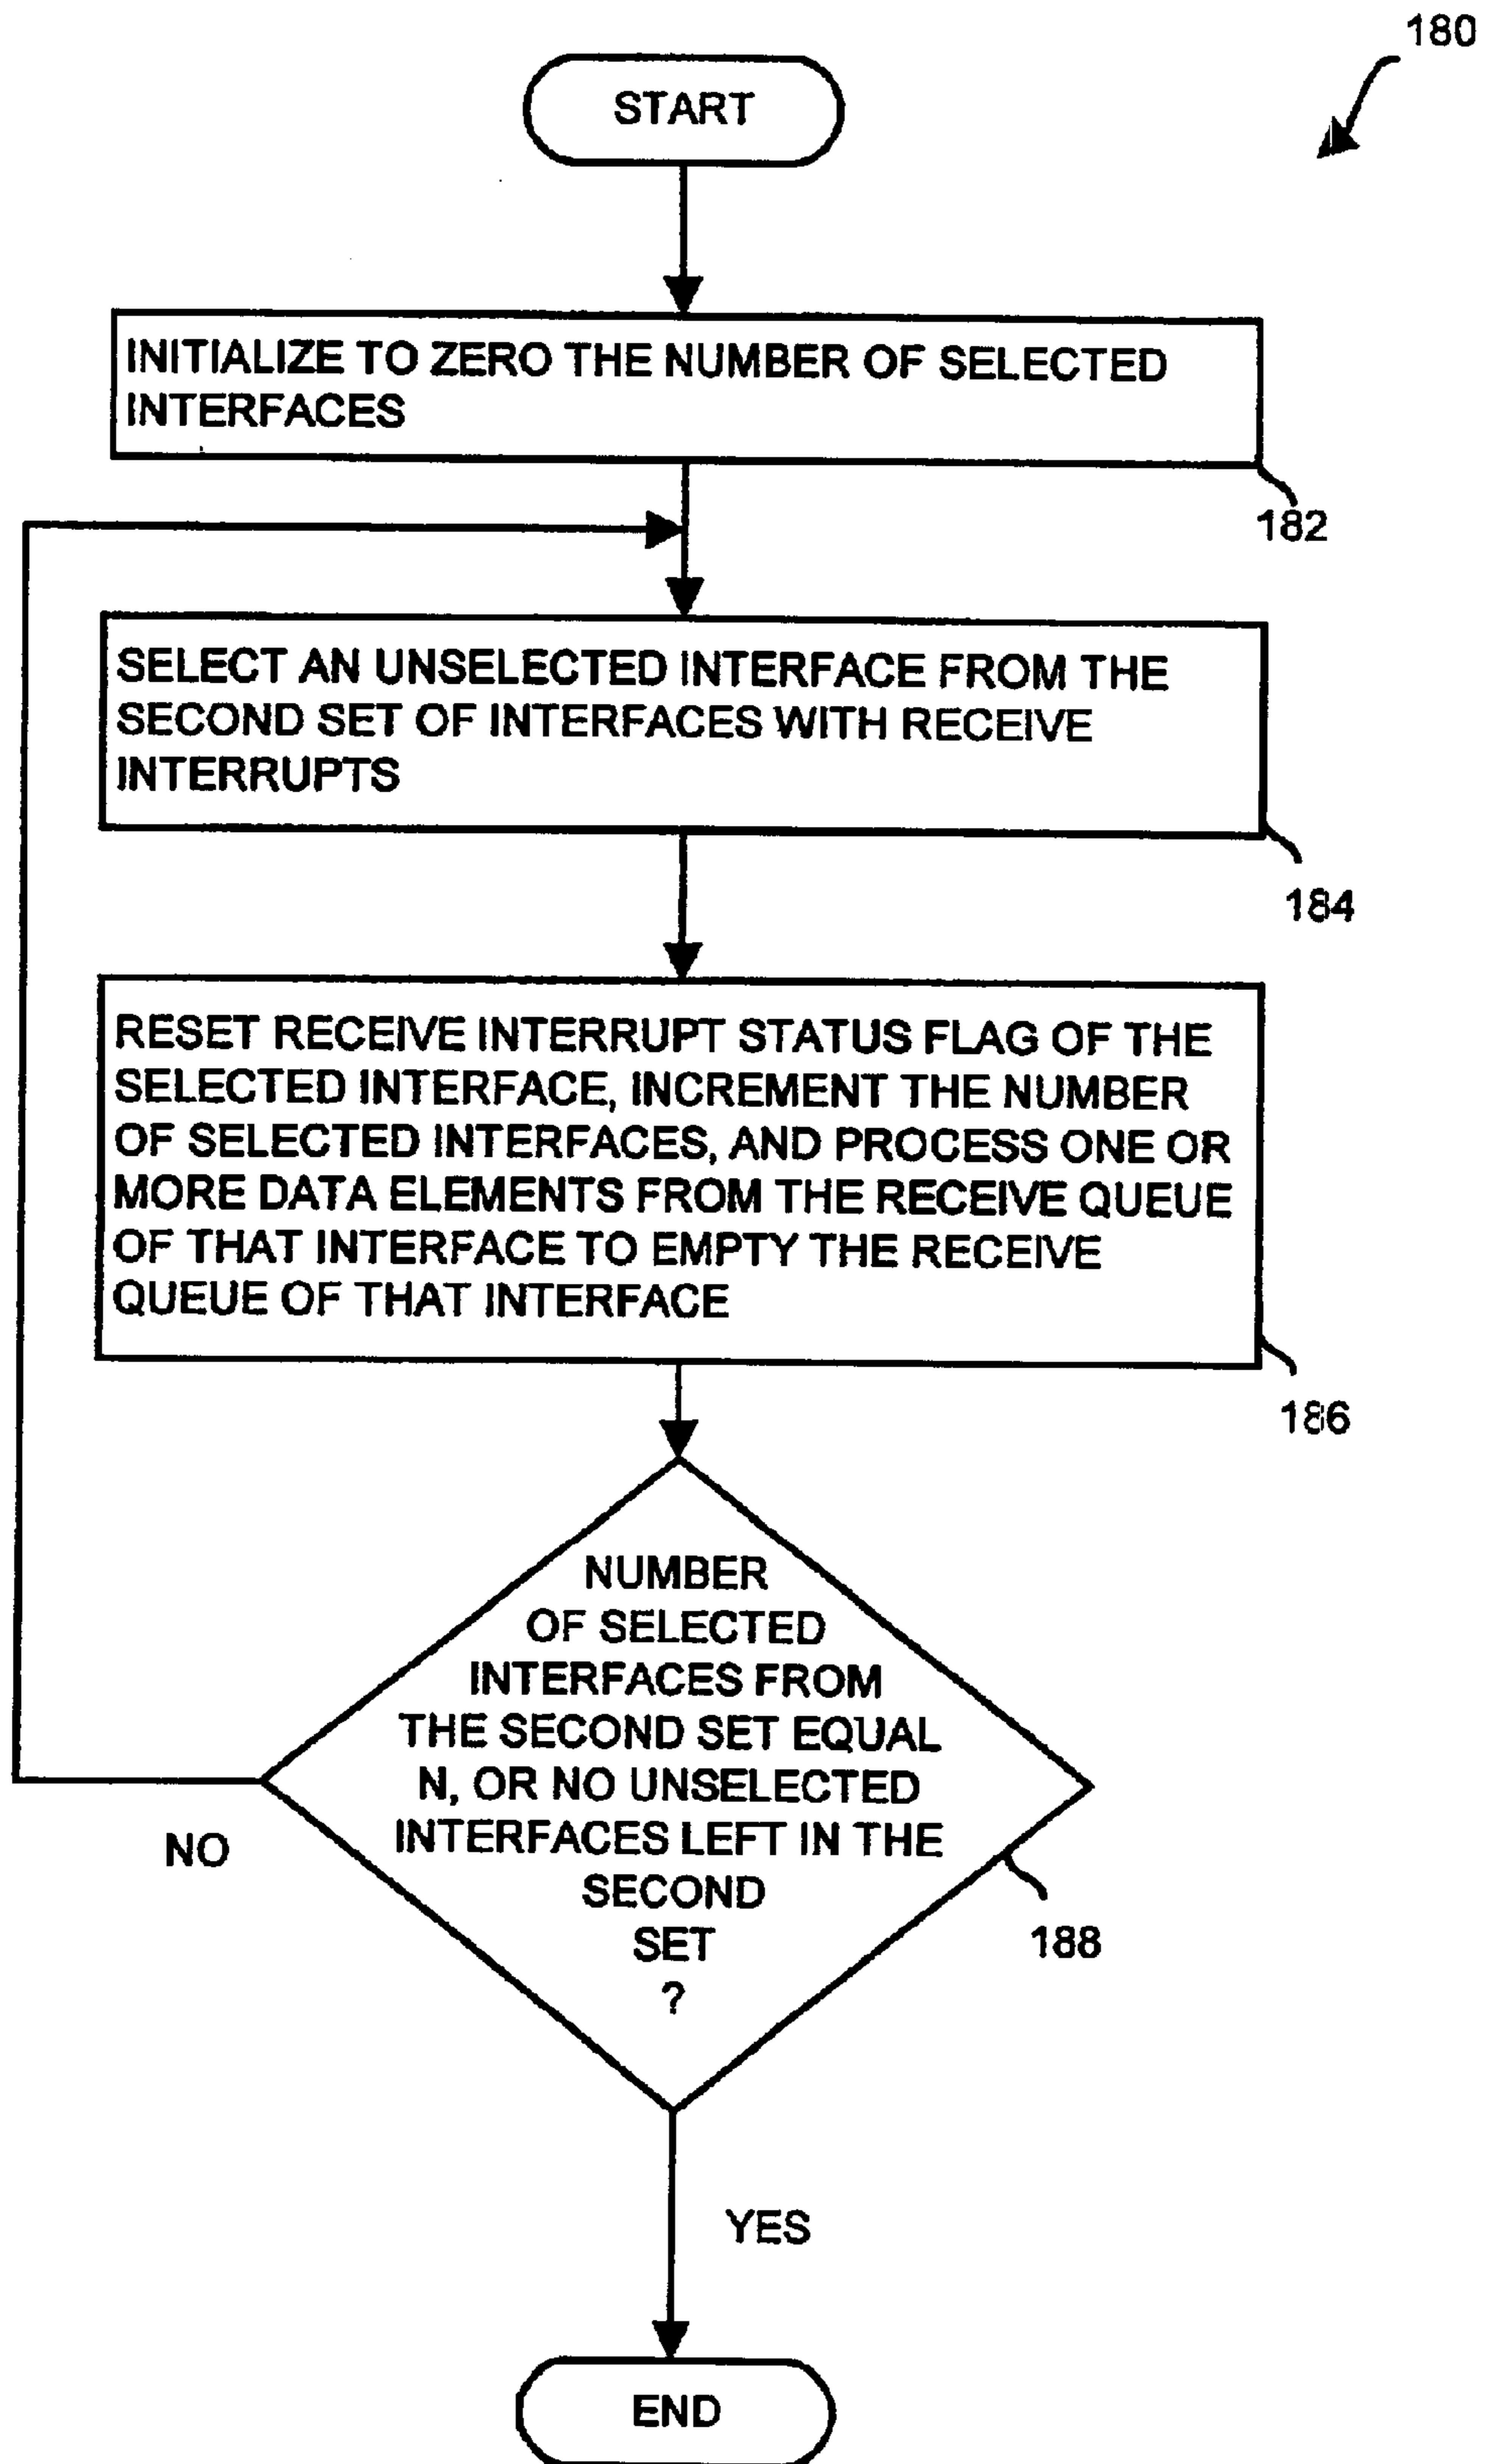 180
START
INITIALIZE TO ZERO THE NUMBER OF SELECTED
INTERFACES
182
SELECT AN UNSELECTED INTERFACE FROM THE
SECOND SET OF INTERFACES WITH RECEIVE
INTERRUPTS
184
RESET RECEIVE INTERRUPT STATUS FLAG OF THE
SELECTED INTERFACE, INCREMENT THE NUMBER
OF SELECTED INTERFACES, AND PROCESS ONE OR
MORE DATA ELEMENTS FROM THE RECEIVE QUEUE
OF THAT INTERFACE TO EMPTY THE RECEIVE
QUEUE OF THAT INTERFACE
186
NUMBER
OF SELECTED
INTERFACES FROM
THE SECOND SET EQUAL
N, OR NO UNSELECTED
INTERFACES LEFT IN THE
SECOND
SET
?
NO
188
YES
END